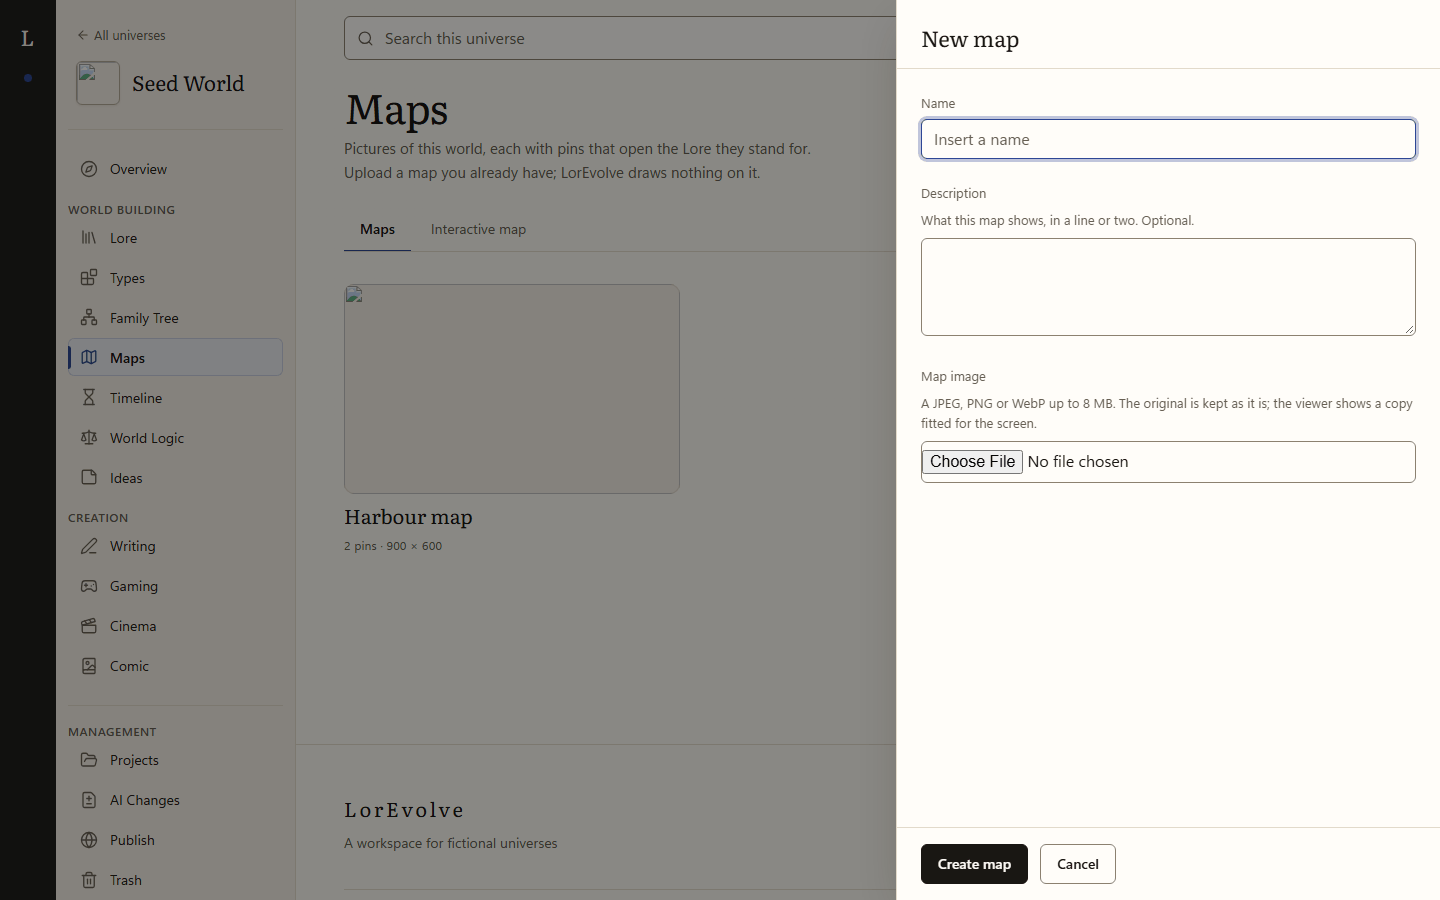 L
All universes
Seed World
Overview
WORLD BUILDING
Lore
Types
Family Tree
Maps
Timeline
World Logic
Ideas
CREATION
Writing
Gaming
Cinema
Comic
MANAGEMENT
Projects
AI Changes
Publish
Trash
Search this universe
Maps
Pictures of this world, each with pins that open the Lore they stand for.
Upload a map you already have; LorEvolve draws nothing on it.
Maps
Interactive map
Harbour map
2 pins · 900 × 600
LorEvolve
A workspace for fictional universes
New map
Name
Insert a name
Description
What this map shows, in a line or two. Optional.
Map image
A JPEG, PNG or WebP up to 8 MB. The original is kept as it is; the viewer shows a copy
fitted for the screen.
Choose File No file chosen
Create map
Cancel